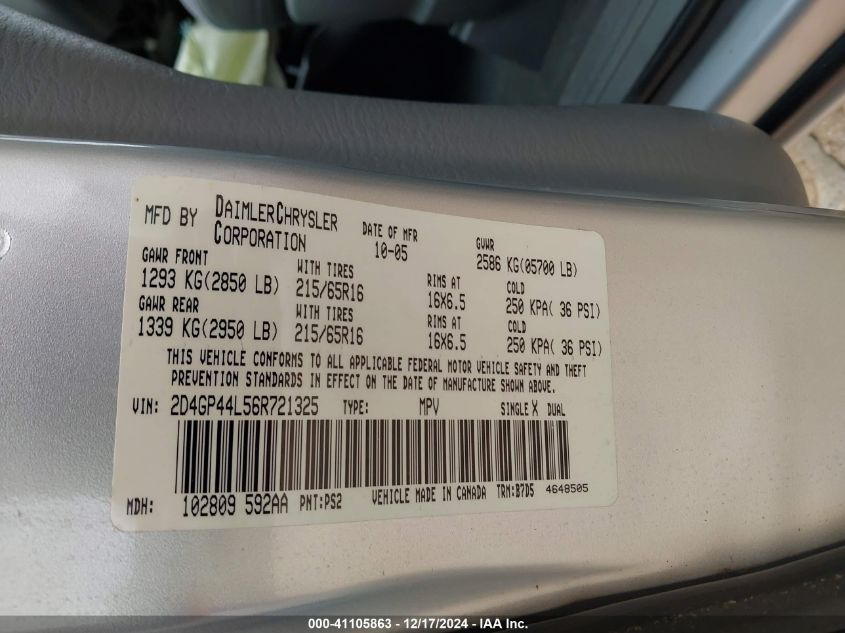 MFD BY DAIMLERCHRYSLER CORPORATION DATE OF MFR 10-05 GVWR 2586 KG(05700 LB)
GAWR FRONT WITH TIRES RIMS AT COLD
1293 KG(2850 LB) 215/65R16 16X6.5 250 KPA( 36 PSI)
GAWR REAR WITH TIRES RIMS AT COLD
1339 KG(2950 LB) 215/65R16 16X6.5 250 KPA( 36 PSI)
THIS VEHICLE CONFORMS TO ALL APPLICABLE FEDERAL MOTOR VEHICLE SAFETY AND THEFT
PREVENTION STANDARDS IN EFFECT ON THE DATE OF MANUFACTURE SHOWN ABOVE.
VIN: 2D4GP44L56R721325 TYPE: MPV SINGLE X DUAL
MDH: 102809 592AA PNT:PS2 VEHICLE MADE IN CANADA TRM:B7D5 4648505
000-41105863 - 12/17/2024 - IAA Inc.